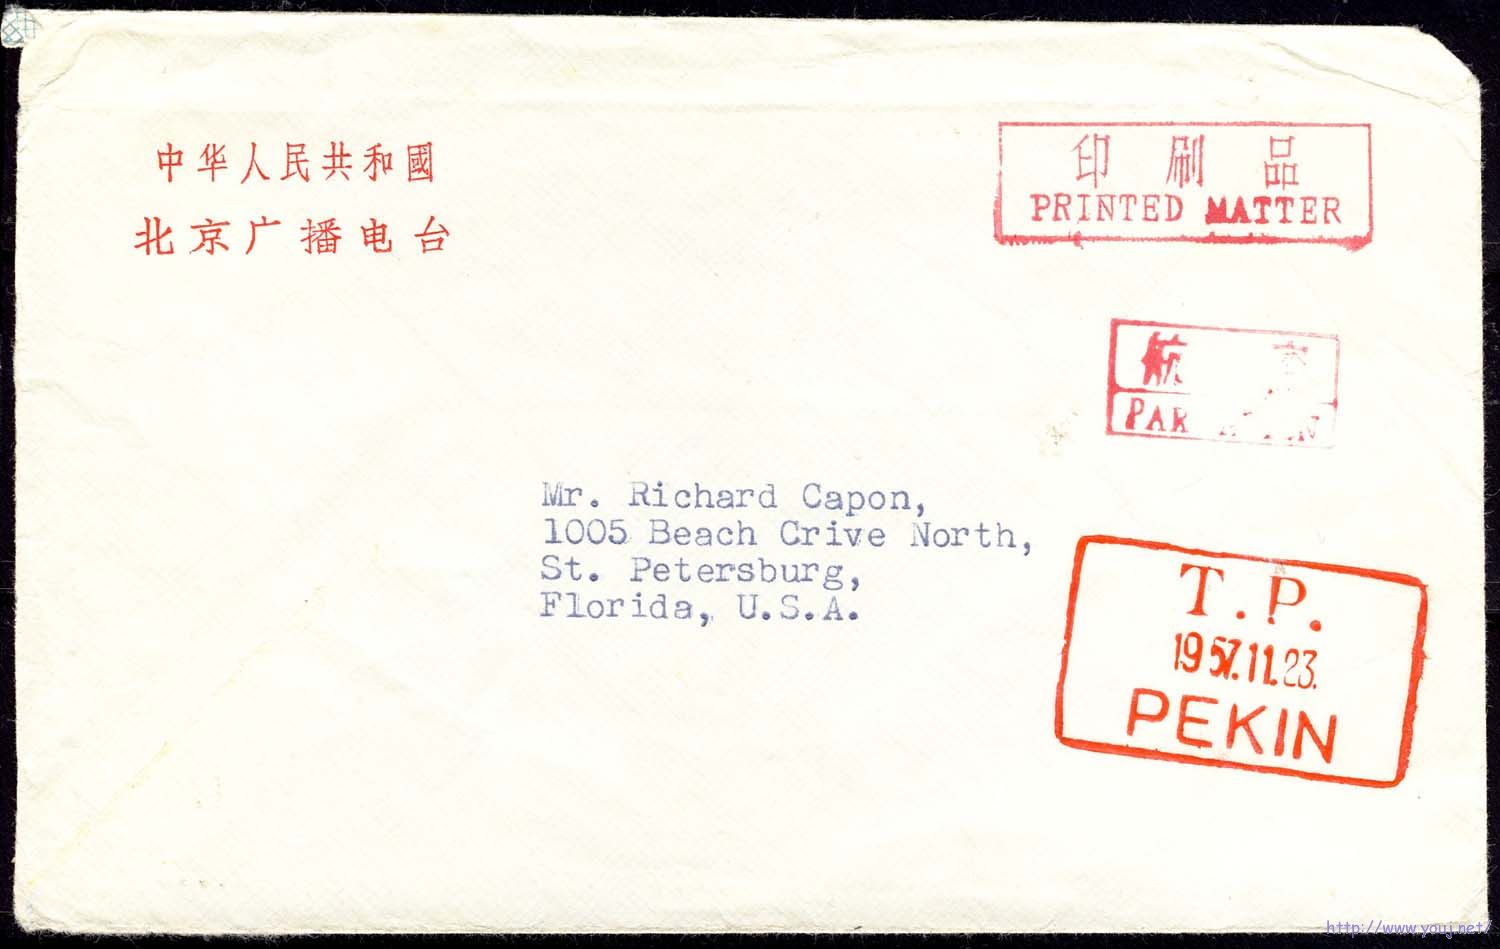 中华人民共和國
北京广播电台
印刷品
PRINTED MATTER
航空
PAR AVION
Mr. Richard Capon,
1005 Beach Crive North,
St. Petersburg,
Florida, U.S.A.
T.P.
1957.11.23.
PEKIN
http://www.youj.net/